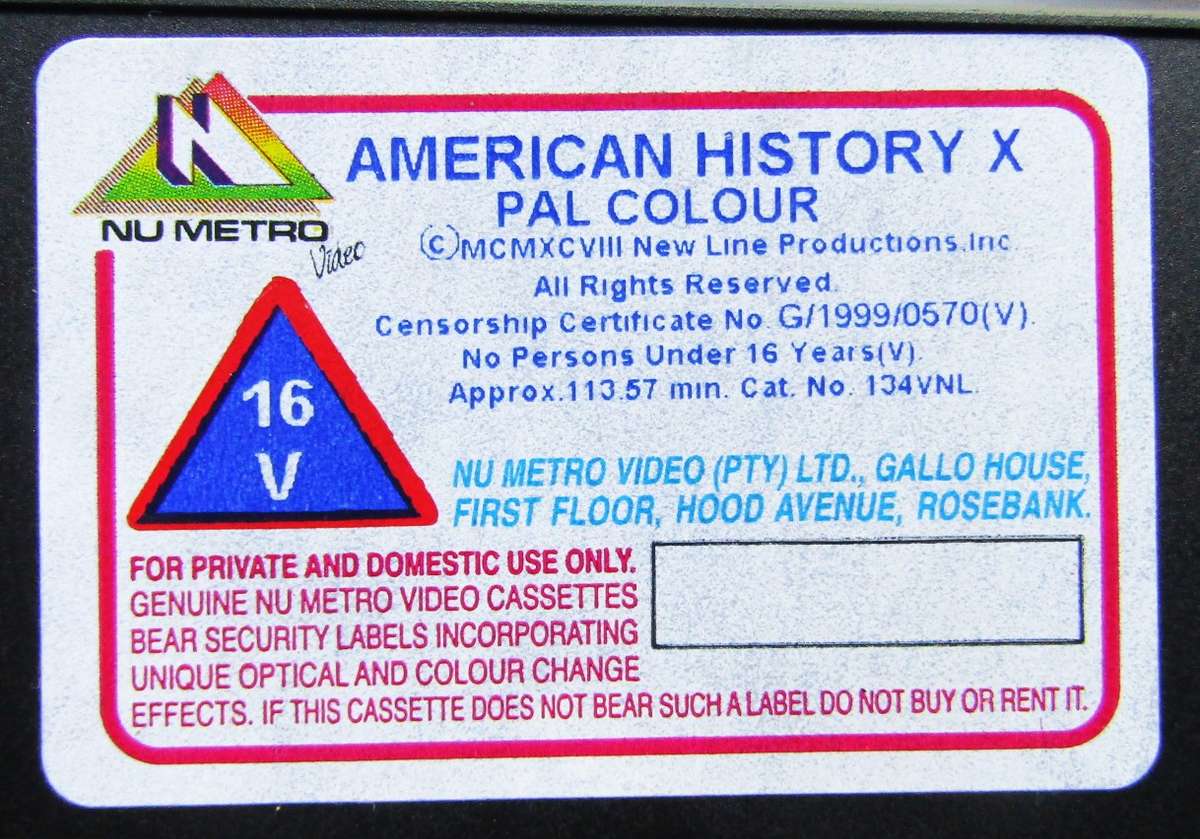 N
NU METRO
Video
AMERICAN HISTORY X
PAL COLOUR
©MCMXCVIII New Line Productions,Inc.
All Rights Reserved.
Censorship Certificate No. G/1999/0570(V).
No Persons Under 16 Years(V).
Approx.113.57 min. Cat. No. 134VNL.
16
V
NU METRO VIDEO (PTY) LTD., GALLO HOUSE,
FIRST FLOOR, HOOD AVENUE, ROSEBANK.
FOR PRIVATE AND DOMESTIC USE ONLY.
GENUINE NU METRO VIDEO CASSETTES
BEAR SECURITY LABELS INCORPORATING
UNIQUE OPTICAL AND COLOUR CHANGE
EFFECTS. IF THIS CASSETTE DOES NOT BEAR SUCH A LABEL DO NOT BUY OR RENT IT.